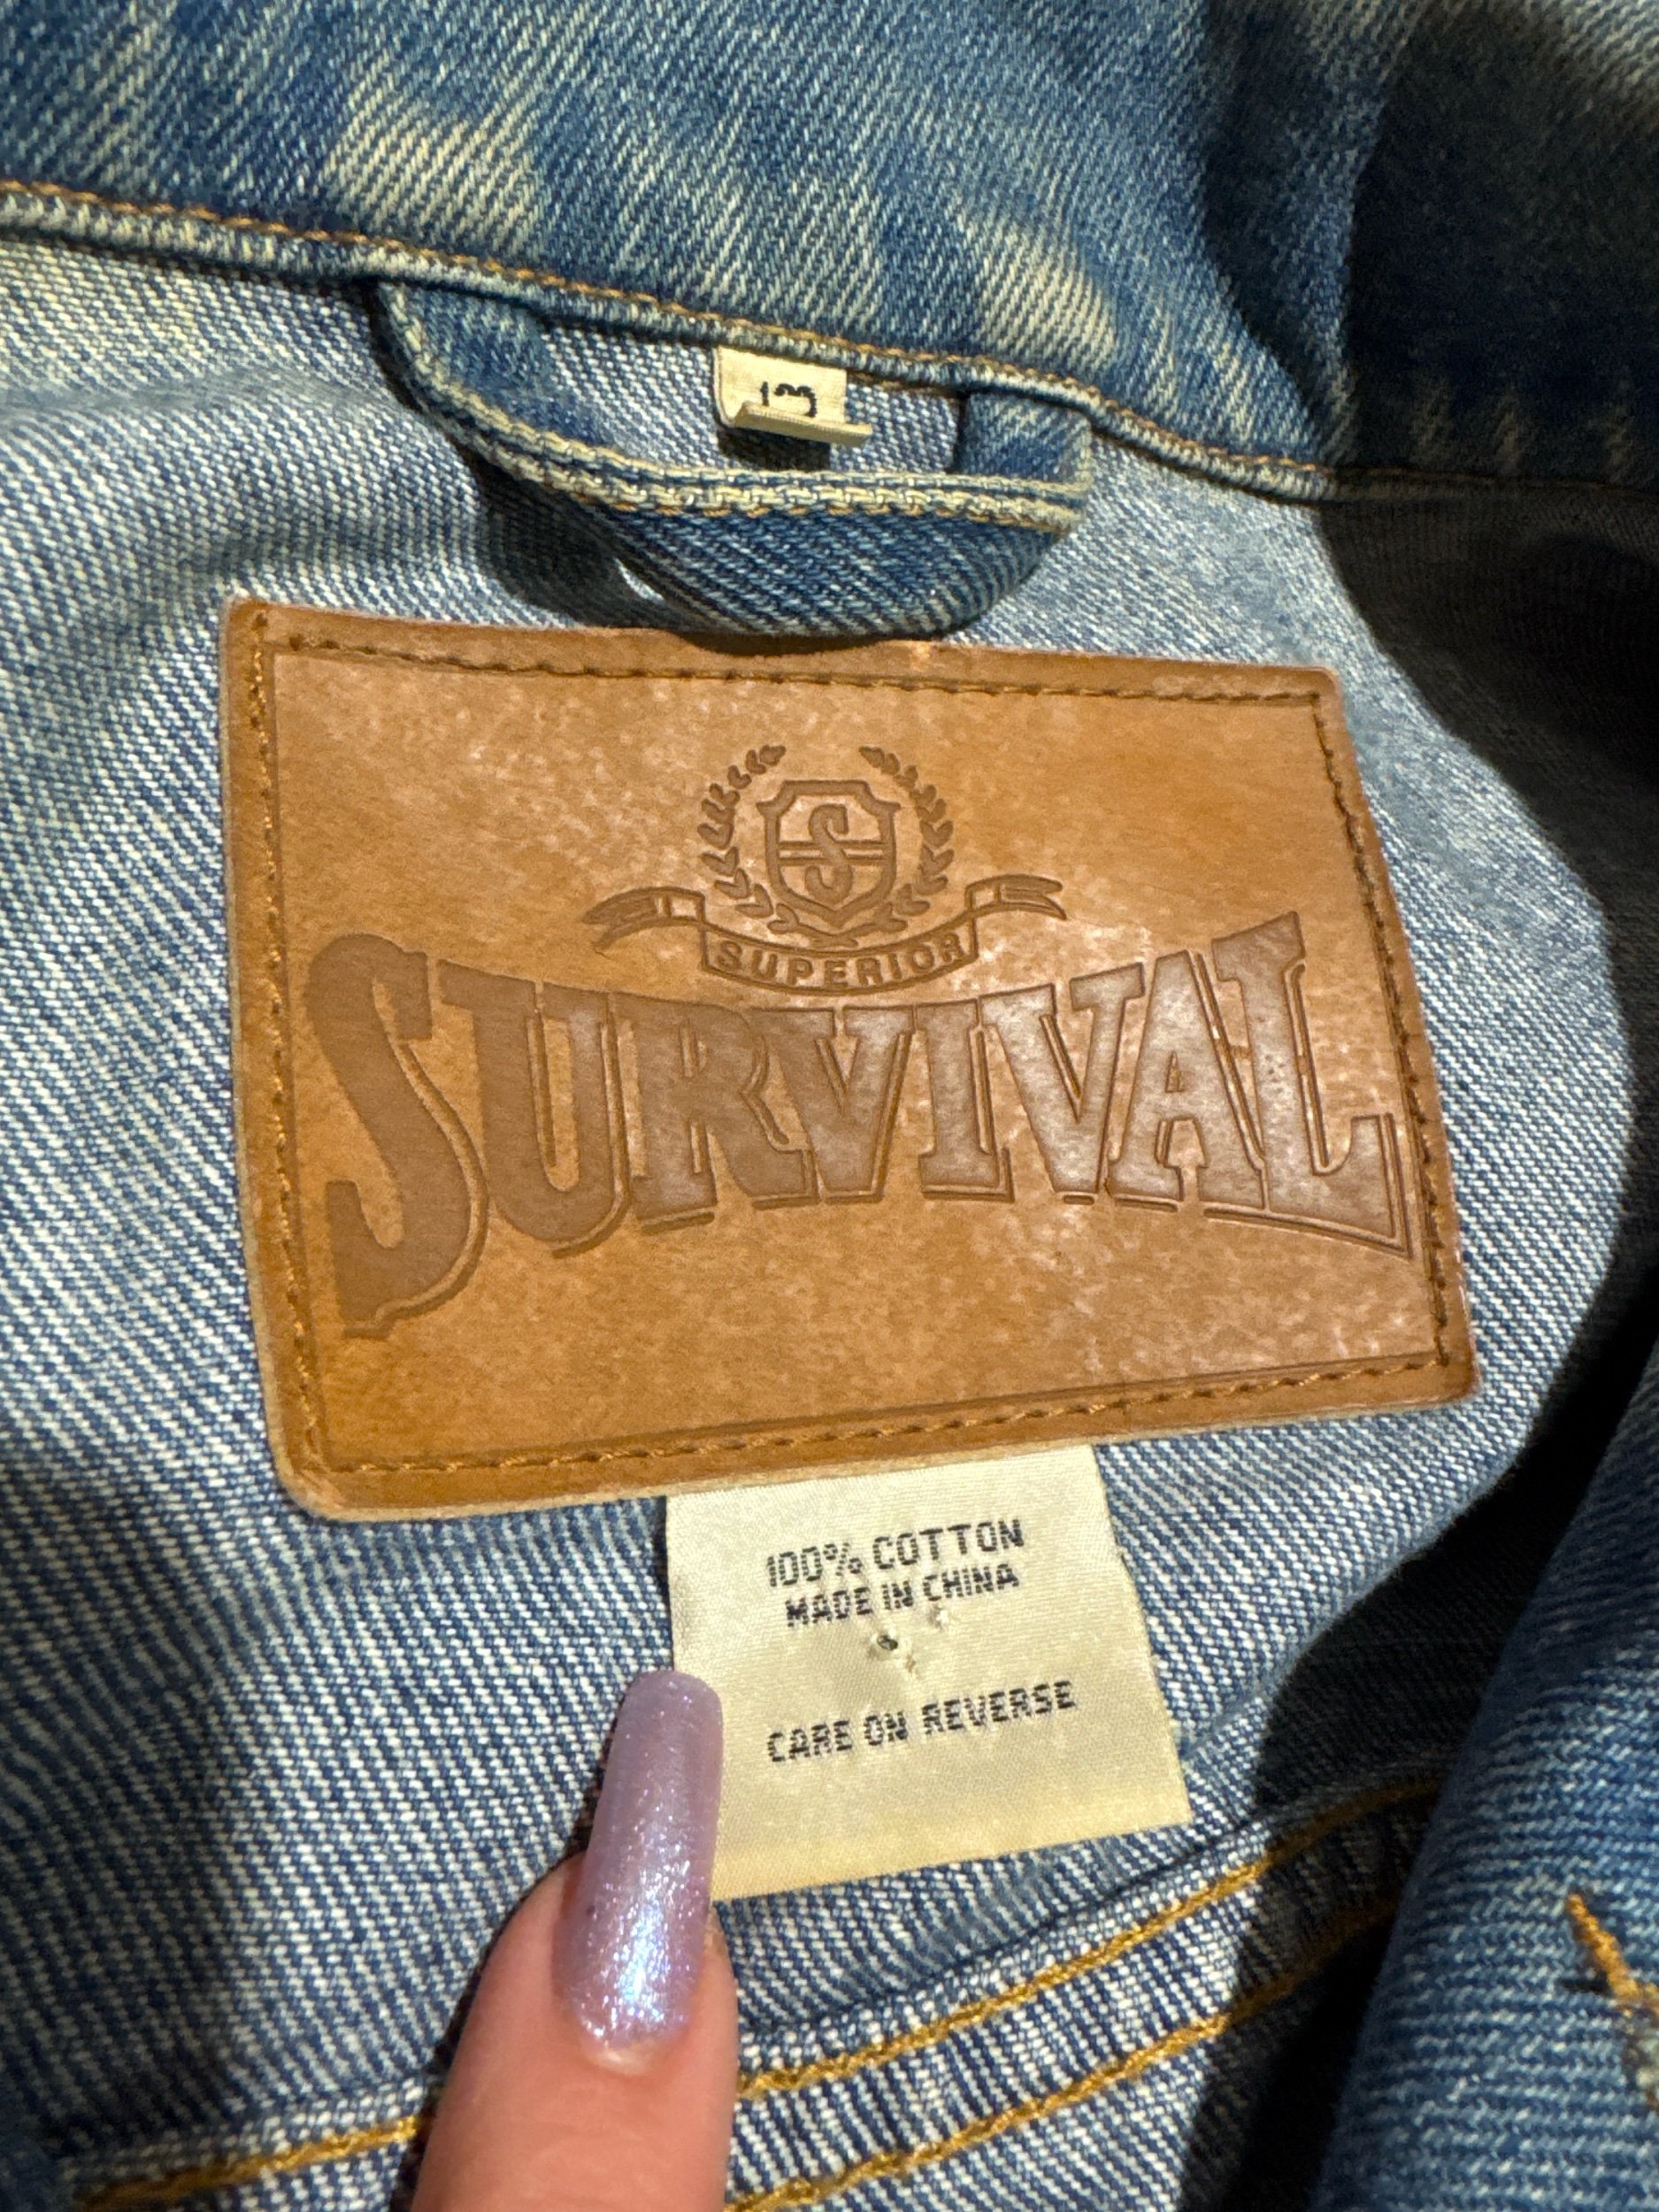 S
SUPERIOR
SURVIVAL
100% COTTON
MADE IN CHINA
CARE ON REVERSE